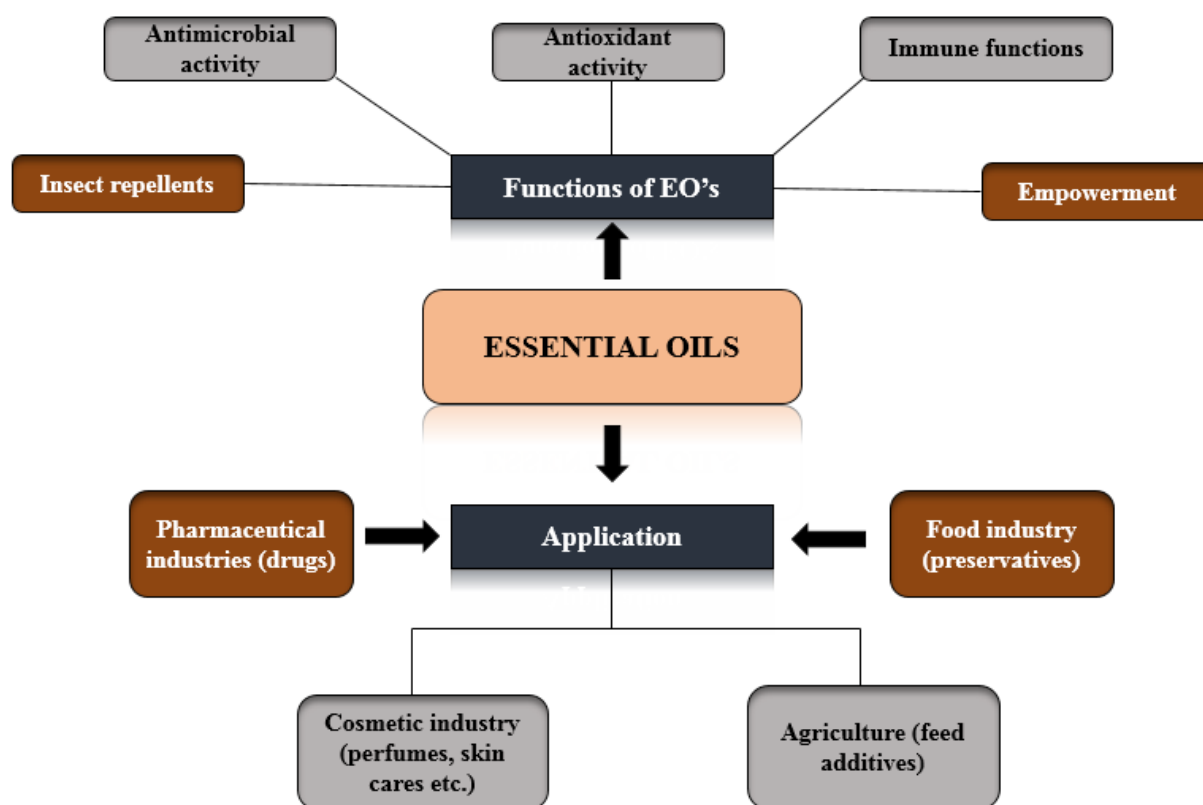 Antimicrobial
activity
Antioxidant
activity
Immune functions
Insect repellents
Functions of EO’s
Empowerment
ESSENTIAL OILS
Pharmaceutical
industries (drugs)
Application
Food industry
(preservatives)
Cosmetic industry
(perfumes, skin
cares etc.)
Agriculture (feed
additives)